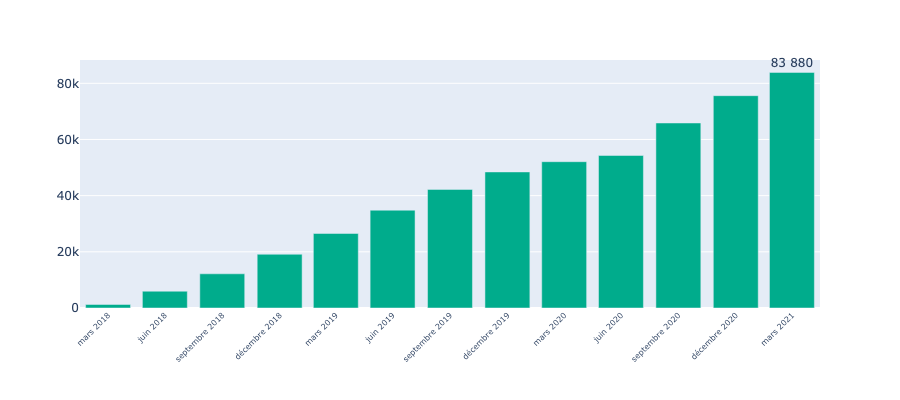 83 880
80k
60k
40k
20k
0
mars 2018
juin 2018
septembre 2018
décembre 2018
mars 2019
juin 2019
septembre 2019
décembre 2019
mars 2020
juin 2020
septembre 2020
décembre 2020
mars 2021